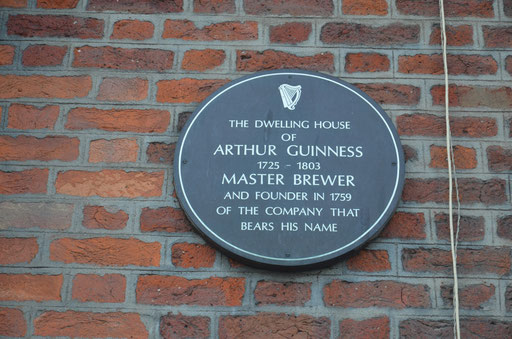 THE DWELLING HOUSE
OF
ARTHUR GUINNESS
1725 - 1803
MASTER BREWER
AND FOUNDER IN 1759
OF THE COMPANY THAT
BEARS HIS NAME